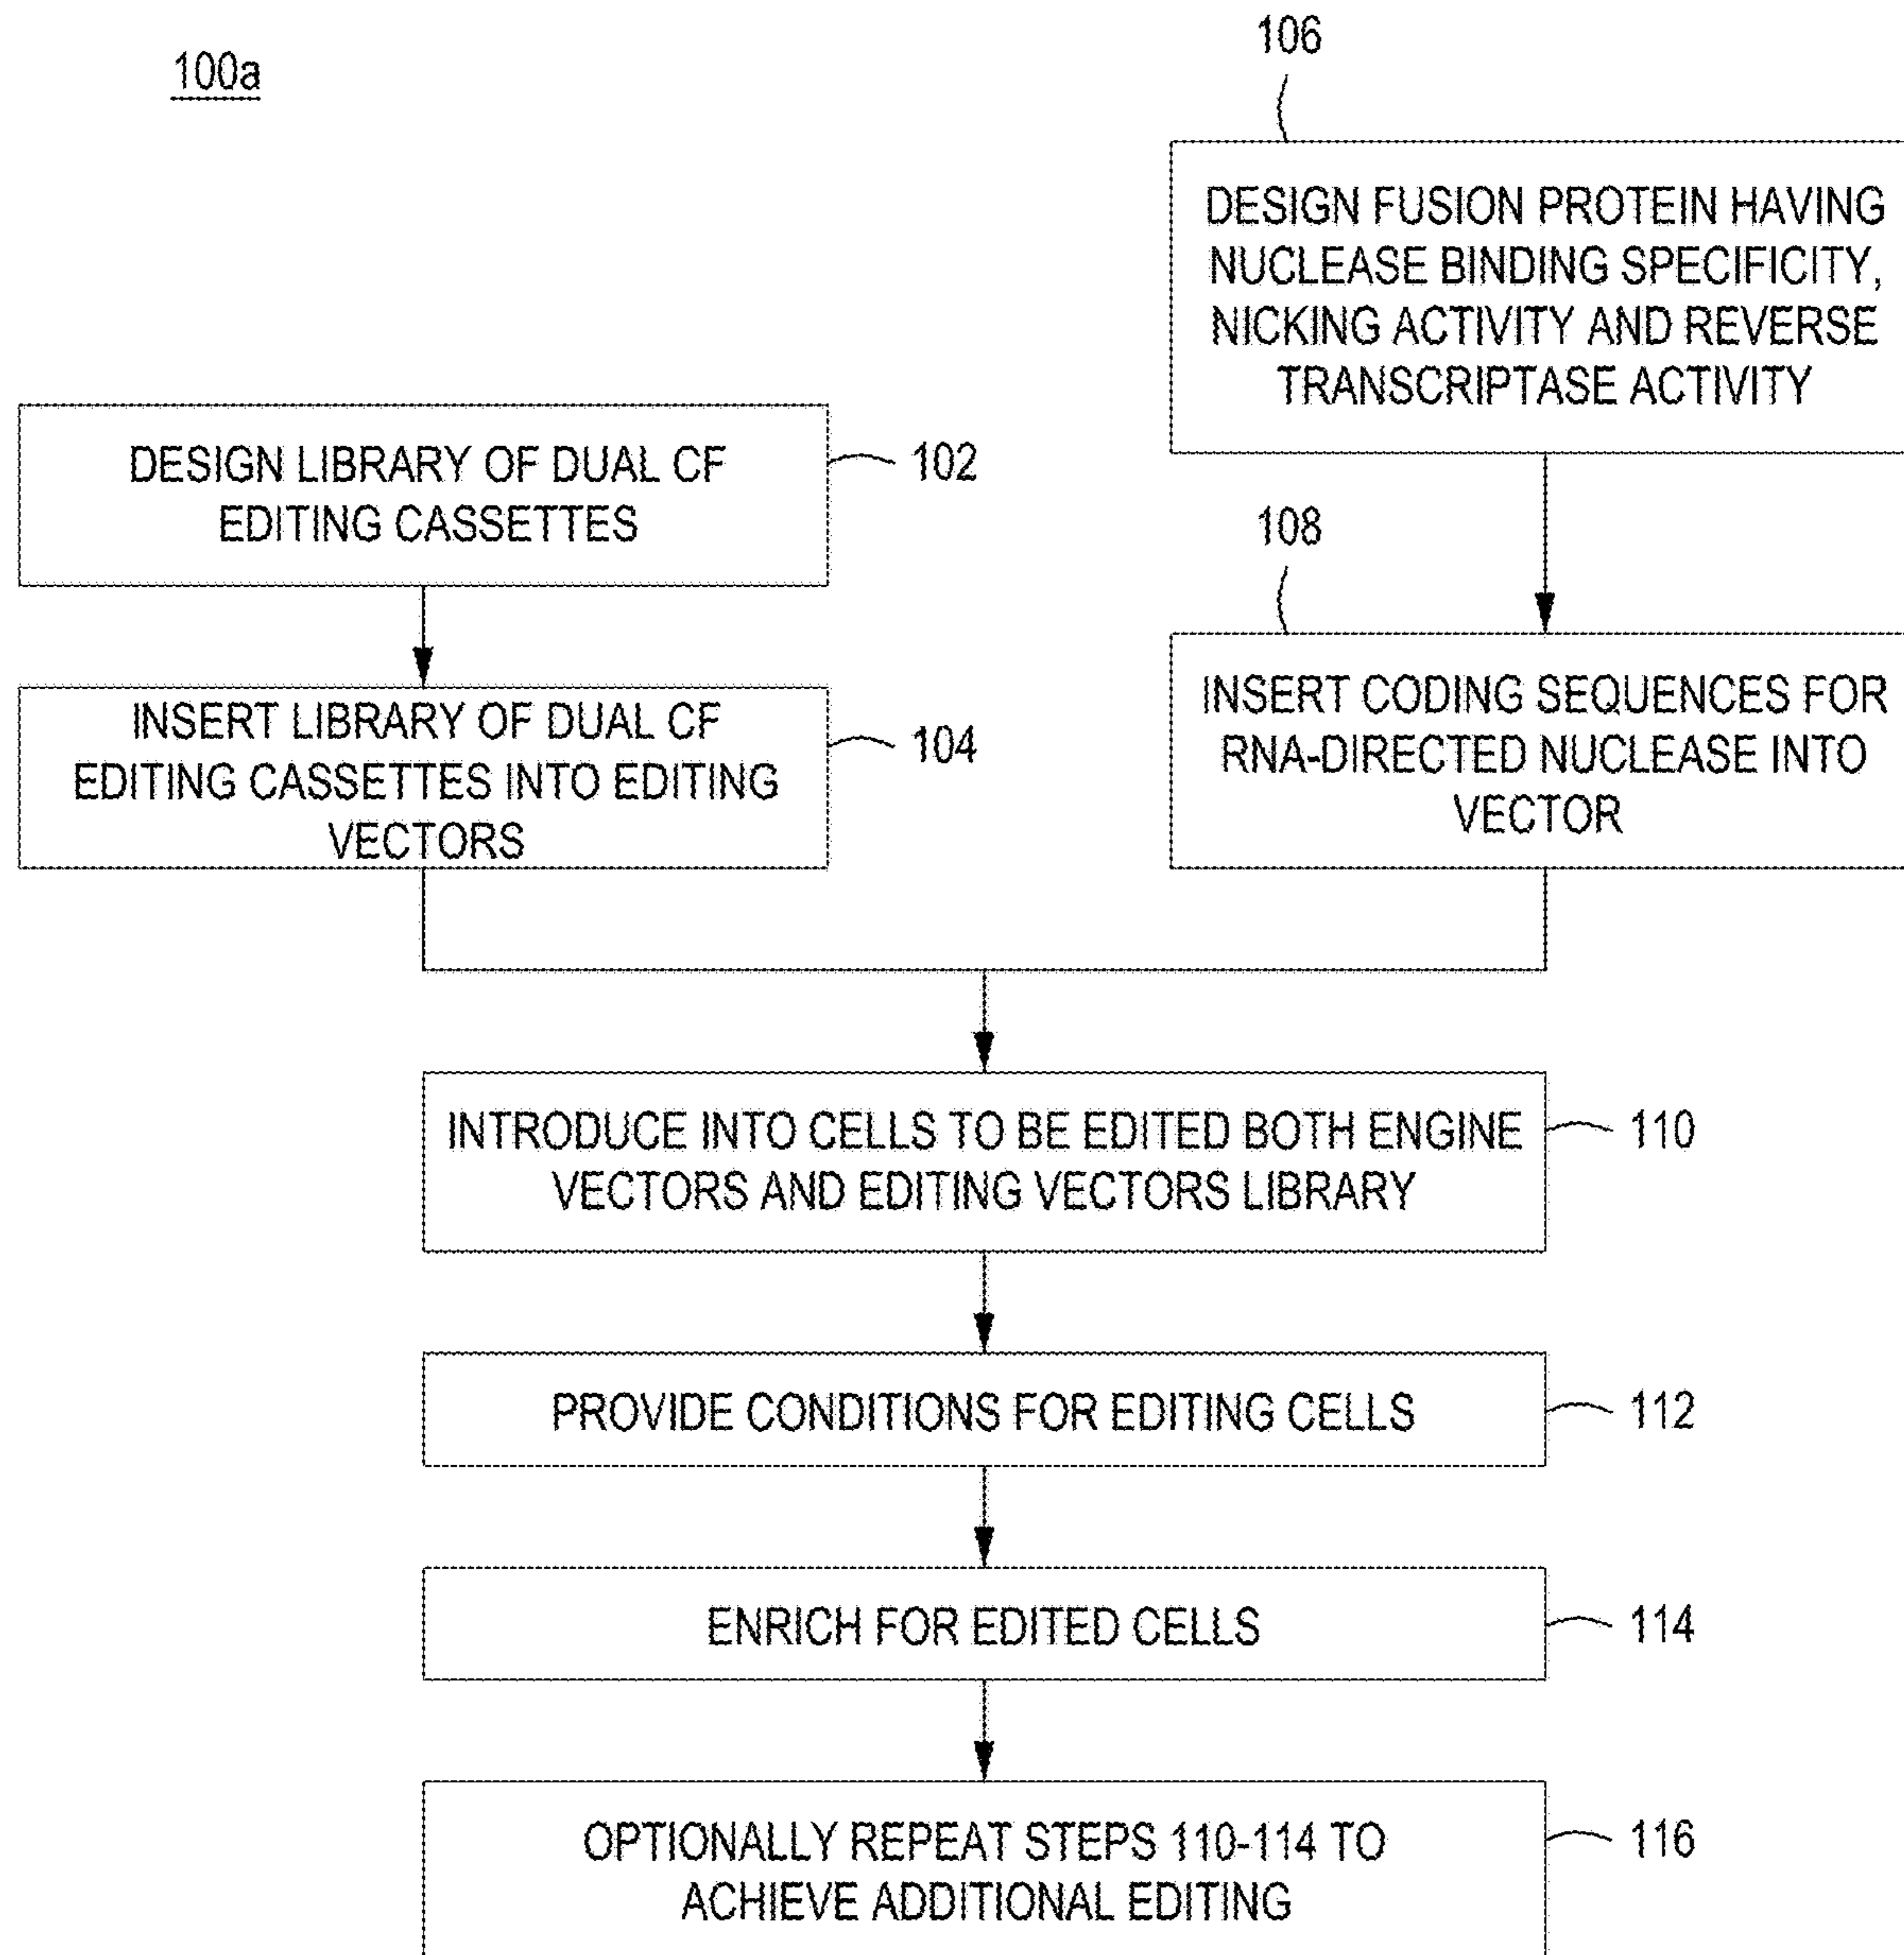 100a
106
DESIGN FUSION PROTEIN HAVING
NUCLEASE BINDING SPECIFICITY,
NICKING ACTIVITY AND REVERSE
TRANSCRIPTASE ACTIVITY
DESIGN LIBRARY OF DUAL CF
EDITING CASSETTES
102
108
INSERT LIBRARY OF DUAL CF
EDITING CASSETTES INTO EDITING
VECTORS
104
INSERT CODING SEQUENCES FOR
RNA-DIRECTED NUCLEASE INTO
VECTOR
INTRODUCE INTO CELLS TO BE EDITED BOTH ENGINE
VECTORS AND EDITING VECTORS LIBRARY
110
PROVIDE CONDITIONS FOR EDITING CELLS
112
ENRICH FOR EDITED CELLS
114
OPTIONALLY REPEAT STEPS 110-114 TO
ACHIEVE ADDITIONAL EDITING
116